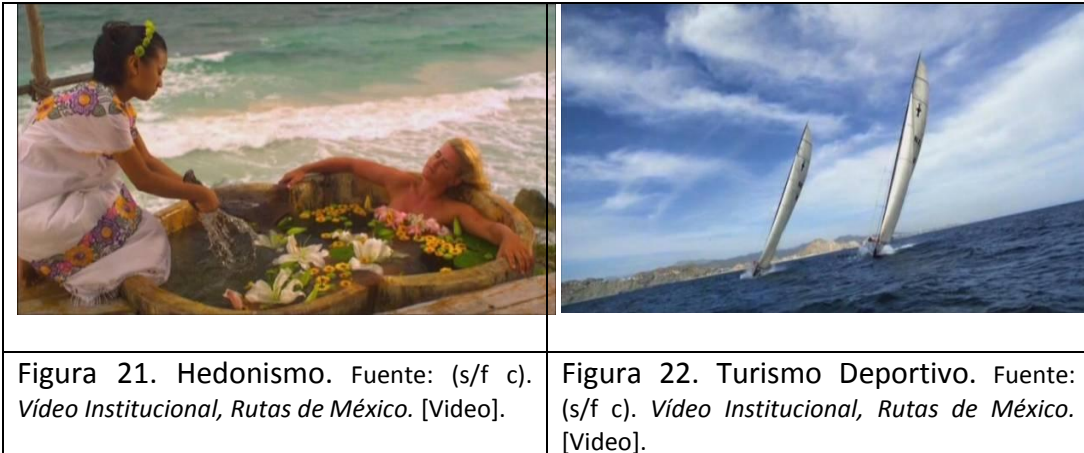 Figura 21. Hedonismo. Fuente: (s/f c).
Vídeo Institucional, Rutas de México. [Video].
Figura 22. Turismo Deportivo. Fuente:
(s/f c). Vídeo Institucional, Rutas de México.
[Video].